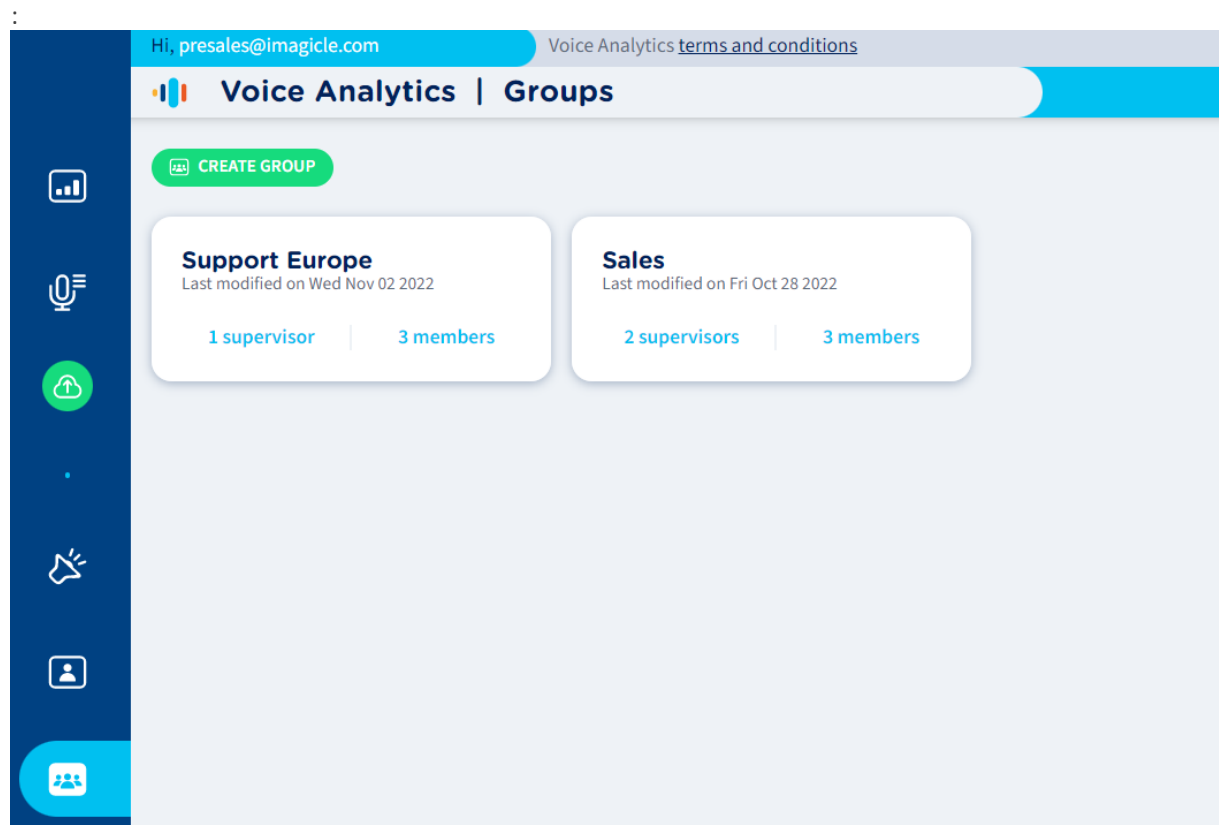 :
Hi, presales@imagicle.com
Voice Analytics terms and conditions
Voice Analytics | Groups
CREATE GROUP
Support Europe
Last modified on Wed Nov 02 2022
1 supervisor
3 members
Sales
Last modified on Fri Oct 28 2022
2 supervisors
3 members